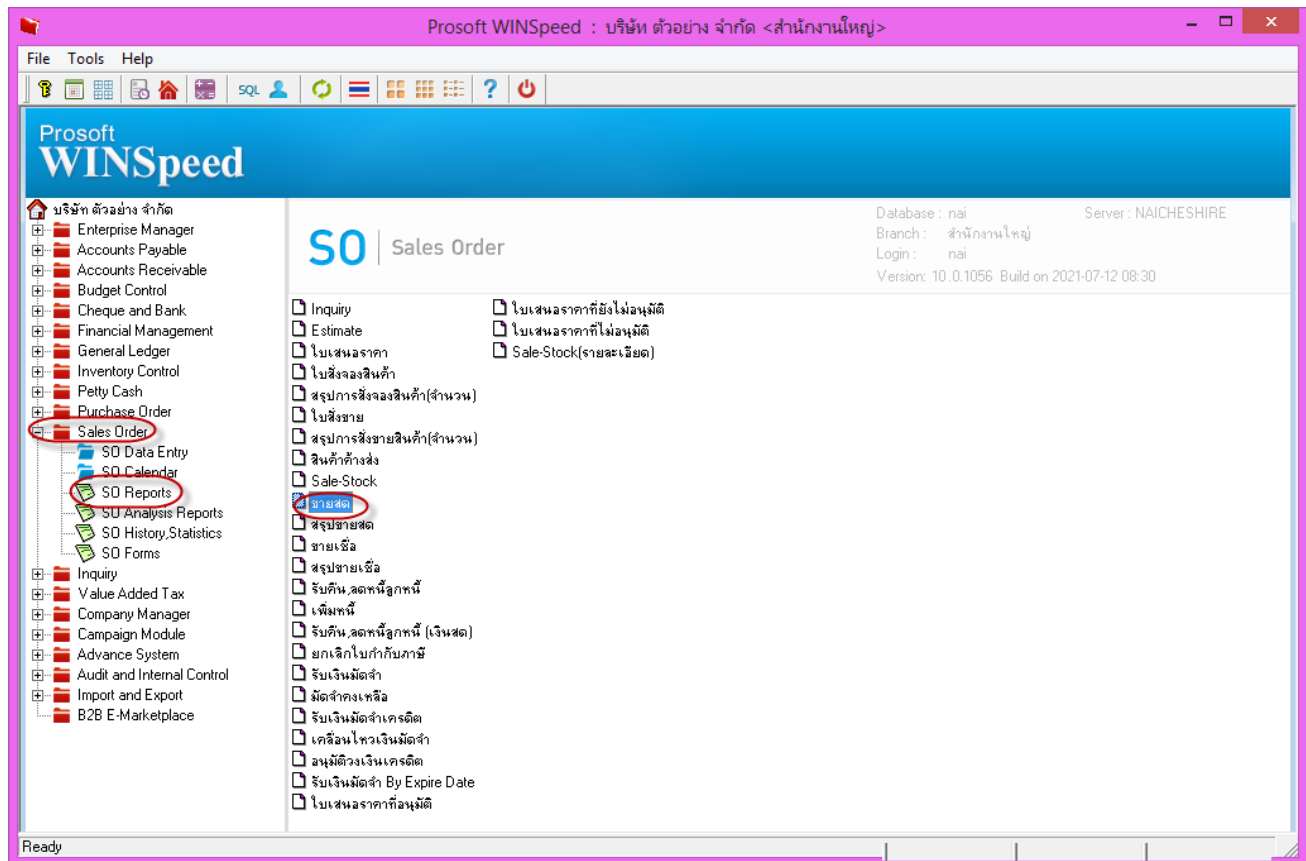 Prosoft WINSpeed : บริษัท ตัวอย่าง จำกัด <สำนักงานใหญ่>
File Tools Help
SQL
Prosoft
WINSpeed
บริษัท ตัวอย่าง จำกัด
Enterprise Manager
Accounts Payable
Accounts Receivable
Budget Control
Cheque and Bank
Financial Management
General Ledger
Inventory Control
Petty Cash
Purchase Order
Sales Order
SO Data Entry
SO Calendar
SO Reports
SO Analysis Reports
SO History,Statistics
SO Forms
Inquiry
Value Added Tax
Company Manager
Campaign Module
Advance System
Audit and Internal Control
Import and Export
B2B E-Marketplace
SO Sales Order
Database : nai Server : NAICHESHIRE
Branch : สำนักงานใหญ่
Login : nai
Version: 10.0.1056 Build on 2021-07-12 08:30
Inquiry
Estimate
ใบเสนอราคา
ใบสั่งจองสินค้า
สรุปการสั่งจองสินค้า(จำนวน)
ใบสั่งขาย
สรุปการสั่งขายสินค้า(จำนวน)
สินค้าค้างส่ง
Sale-Stock
ขายสด
สรุปขายสด
ขายเชื่อ
สรุปขายเชื่อ
รับคืน,ลดหนี้ลูกหนี้
เพิ่มหนี้
รับคืน,ลดหนี้ลูกหนี้ (เงินสด)
ยกเลิกใบกำกับภาษี
รับเงินมัดจำ
มัดจำคงเหลือ
รับเงินมัดจำเครดิต
เคลื่อนไหวเงินมัดจำ
อนุมัติวงเงินเครดิต
รับเงินมัดจำ By Expire Date
ใบเสนอราคาที่อนุมัติ
ใบเสนอราคาที่ยังไม่อนุมัติ
ใบเสนอราคาที่ไม่อนุมัติ
Sale-Stock(รายละเอียด)
Ready